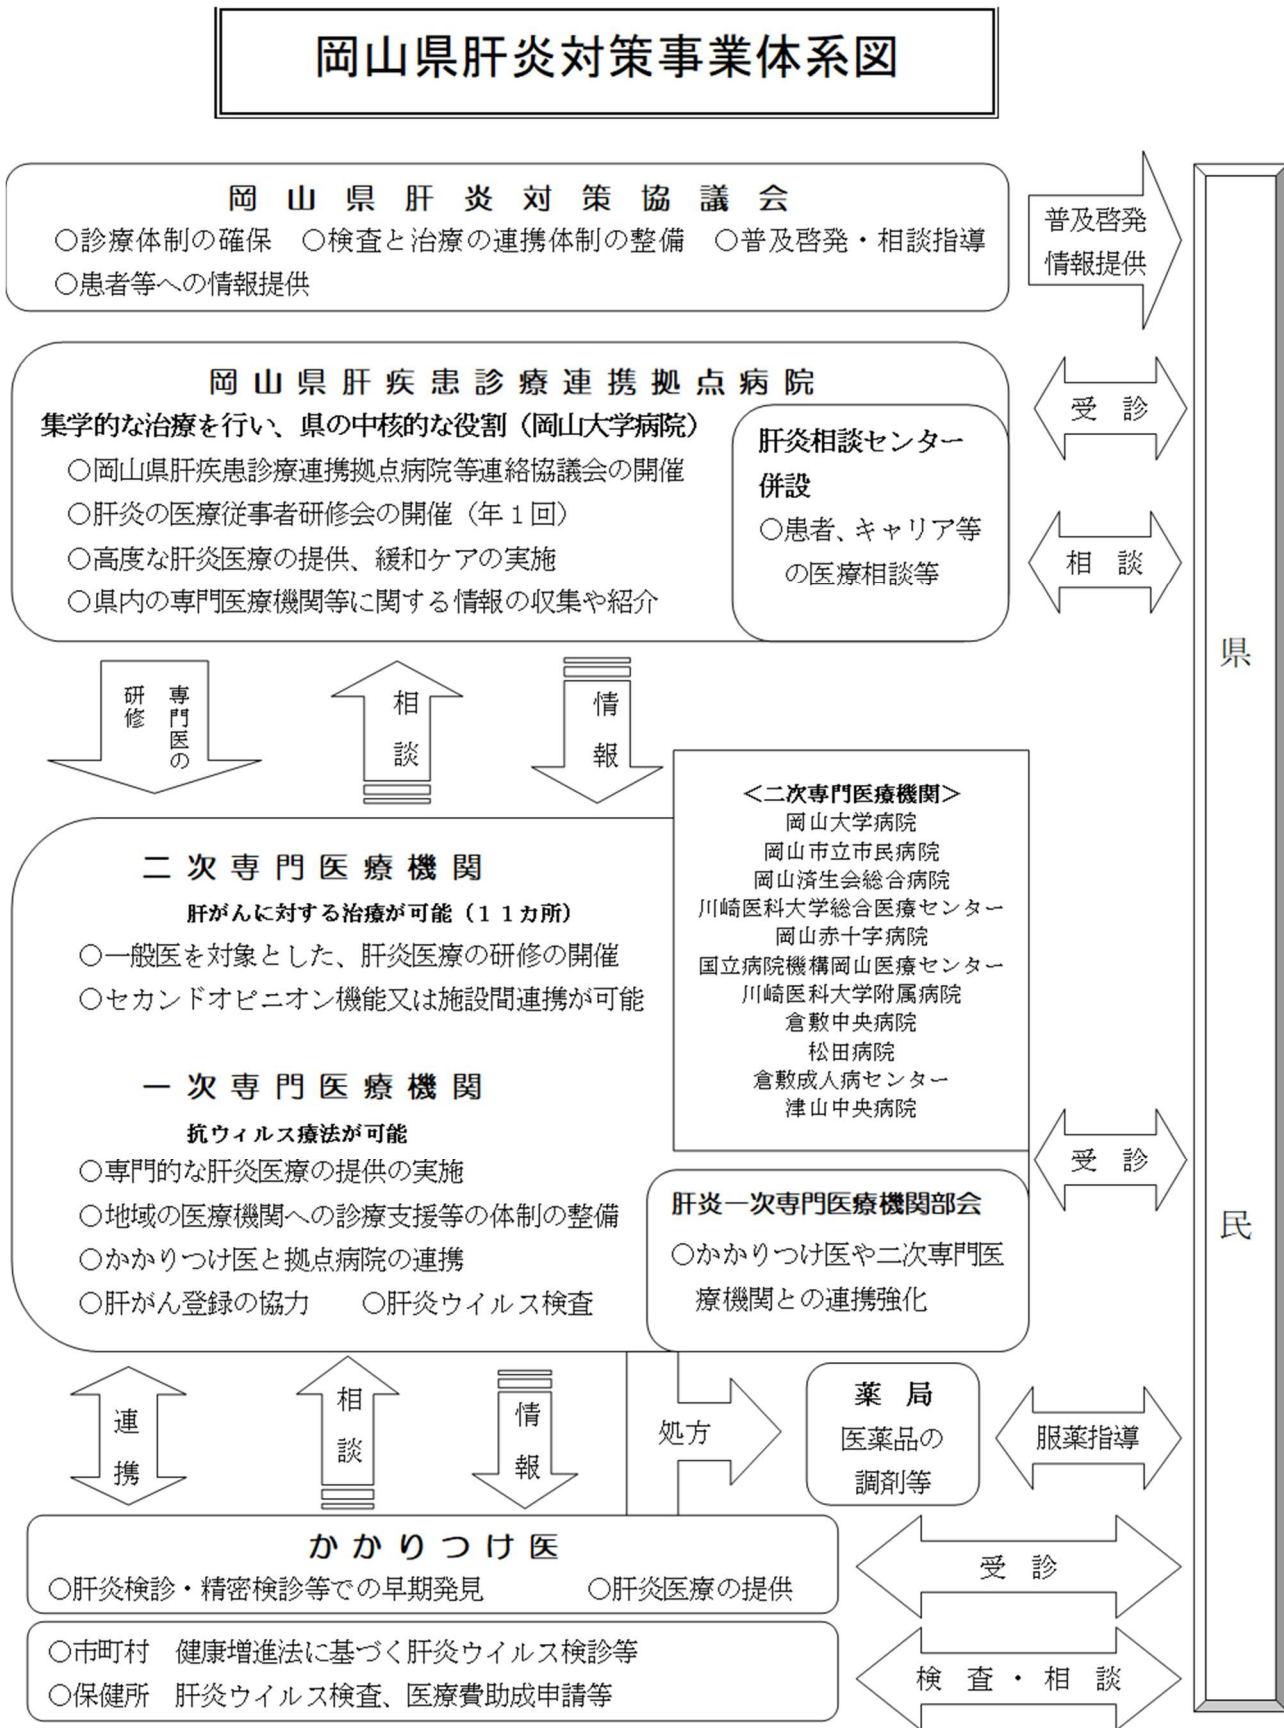 岡山県肝炎対策事業体系図
岡山県肝炎対策協議会
○診療体制の確保　○検査と治療の連携体制の整備　○普及啓発・相談指導
○患者等への情報提供
普及啓発
情報提供
岡山県肝疾患診療連携拠点病院
集学的な治療を行い、県の中核的な役割（岡山大学病院）
○岡山県肝疾患診療連携拠点病院等連絡協議会の開催
○肝炎の医療従事者研修会の開催（年１回）
○高度な肝炎医療の提供、緩和ケアの実施
○県内の専門医療機関等に関する情報の収集や紹介
肝炎相談センター
併設
○患者、キャリア等
の医療相談等
受診
相談
県民
専門医の
研修
相談
情報
二次専門医療機関
肝がんに対する治療が可能（１１カ所）
○一般医を対象とした、肝炎医療の研修の開催
○セカンドオピニオン機能又は施設間連携が可能
＜二次専門医療機関＞
岡山大学病院
岡山市立市民病院
岡山済生会総合病院
川崎医科大学総合医療センター
岡山赤十字病院
国立病院機構岡山医療センター
川崎医科大学附属病院
倉敷中央病院
松田病院
倉敷成人病センター
津山中央病院
一次専門医療機関
抗ウィルス療法が可能
○専門的な肝炎医療の提供の実施
○地域の医療機関への診療支援等の体制の整備
○かかりつけ医と拠点病院の連携
○肝がん登録の協力　○肝炎ウイルス検査
肝炎一次専門医療機関部会
○かかりつけ医や二次専門医
療機関との連携強化
受診
連携
相談
情報
処方
薬局
医薬品の
調剤等
服薬指導
かかりつけ医
○肝炎検診・精密検診等での早期発見　○肝炎医療の提供
受診
○市町村　健康増進法に基づく肝炎ウイルス検診等
○保健所　肝炎ウイルス検査、医療費助成申請等
検査・相談